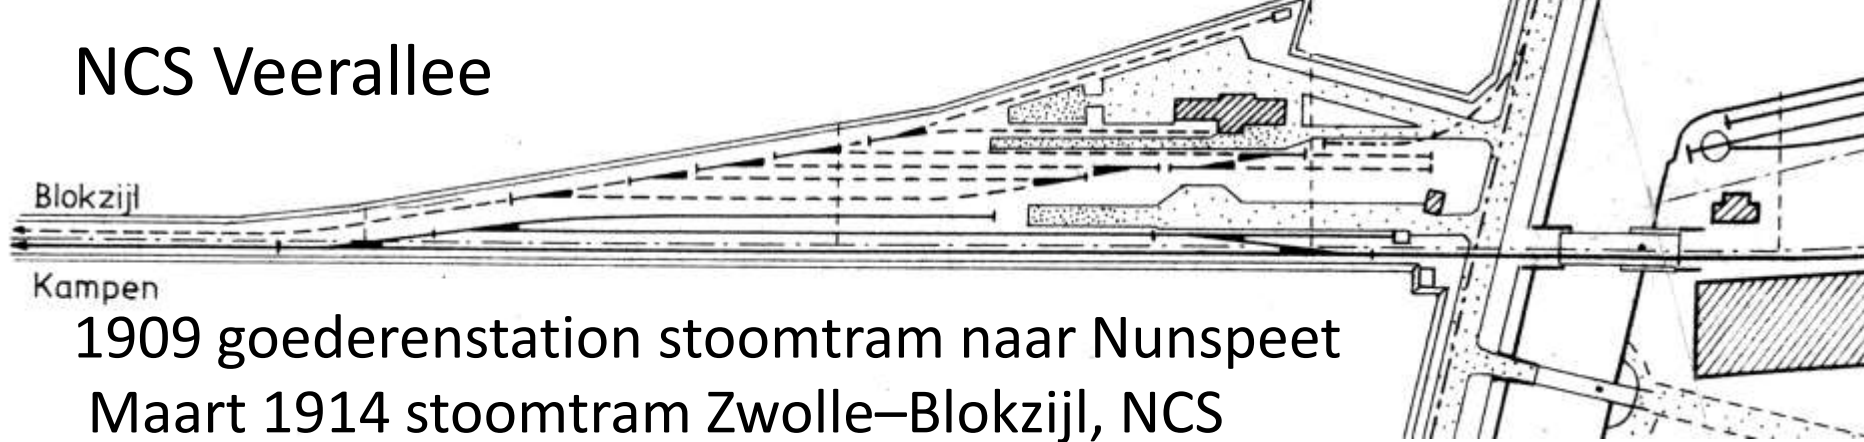 NCS Veerallee
Blokzijl
Kampen
1909 goederenstation stoomtram naar Nunspeet
Maart 1914 stoomtram Zwolle–Blokzijl, NCS